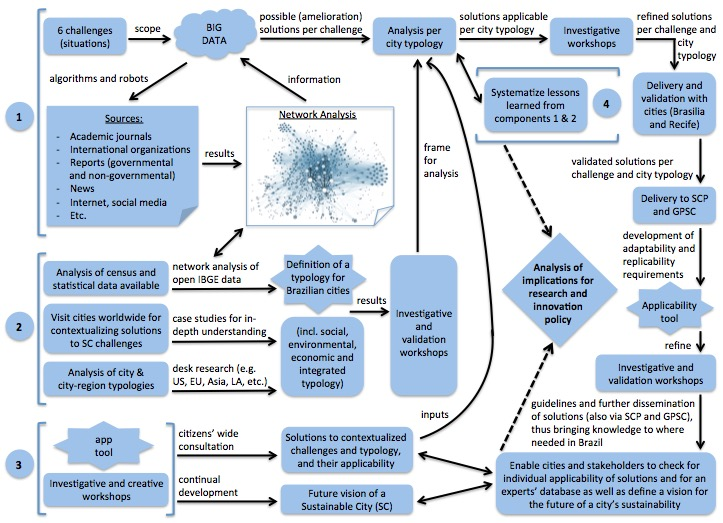 6 challenges
(situations)
scope
BIG
DATA
possible (amelioration)
solutions per challenge
Analysis per
city typology
solutions applicable
per city typology
Investigative
workshops
refined solutions
per challenge and
city
typology
algorithms and robots
information
1
Sources:
- Academic journals
- International organizations
- Reports (governmental
and non-governmental)
- News
- Internet, social media
- Etc.
results
Network Analysis
frame
for
analysis
Systematize lessons
learned from
components 1 & 2
4
Delivery and
validation with
cities (Brasilia
and Recife)
validated solutions per
challenge and city typology
Delivery to SCP
and GPSC
development of
adaptability and
replicability
requirements
Applicability
tool
refine
Investigative and
validation workshops
Analysis of
implications for
research and
innovation
policy
2
Analysis of census and
statistical data available
network analysis of
open IBGE data
Definition of a
typology for
Brazilian cities
results
Investigative
and
validation
workshops
Visit cities worldwide for
contextualizing solutions
to SC challenges
case studies for in-
depth understanding
(incl. social,
environmental,
economic and
integrated
typology)
Analysis of city &
city-region typologies
desk research (e.g.
US, EU, Asia, LA, etc.)
guidelines and further dissemination
of solutions (also via SCP and GPSC),
thus bringing knowledge to where
needed in Brazil
inputs
3
app
tool
citizens' wide
consultation
Solutions to contextualized
challenges and typology,
and their applicability
Investigative and creative
workshops
continual
development
Future vision of a
Sustainable City (SC)
Enable cities and stakeholders to check for
individual applicability of solutions and for an
experts' database as well as define a vision for
the future of a city's sustainability